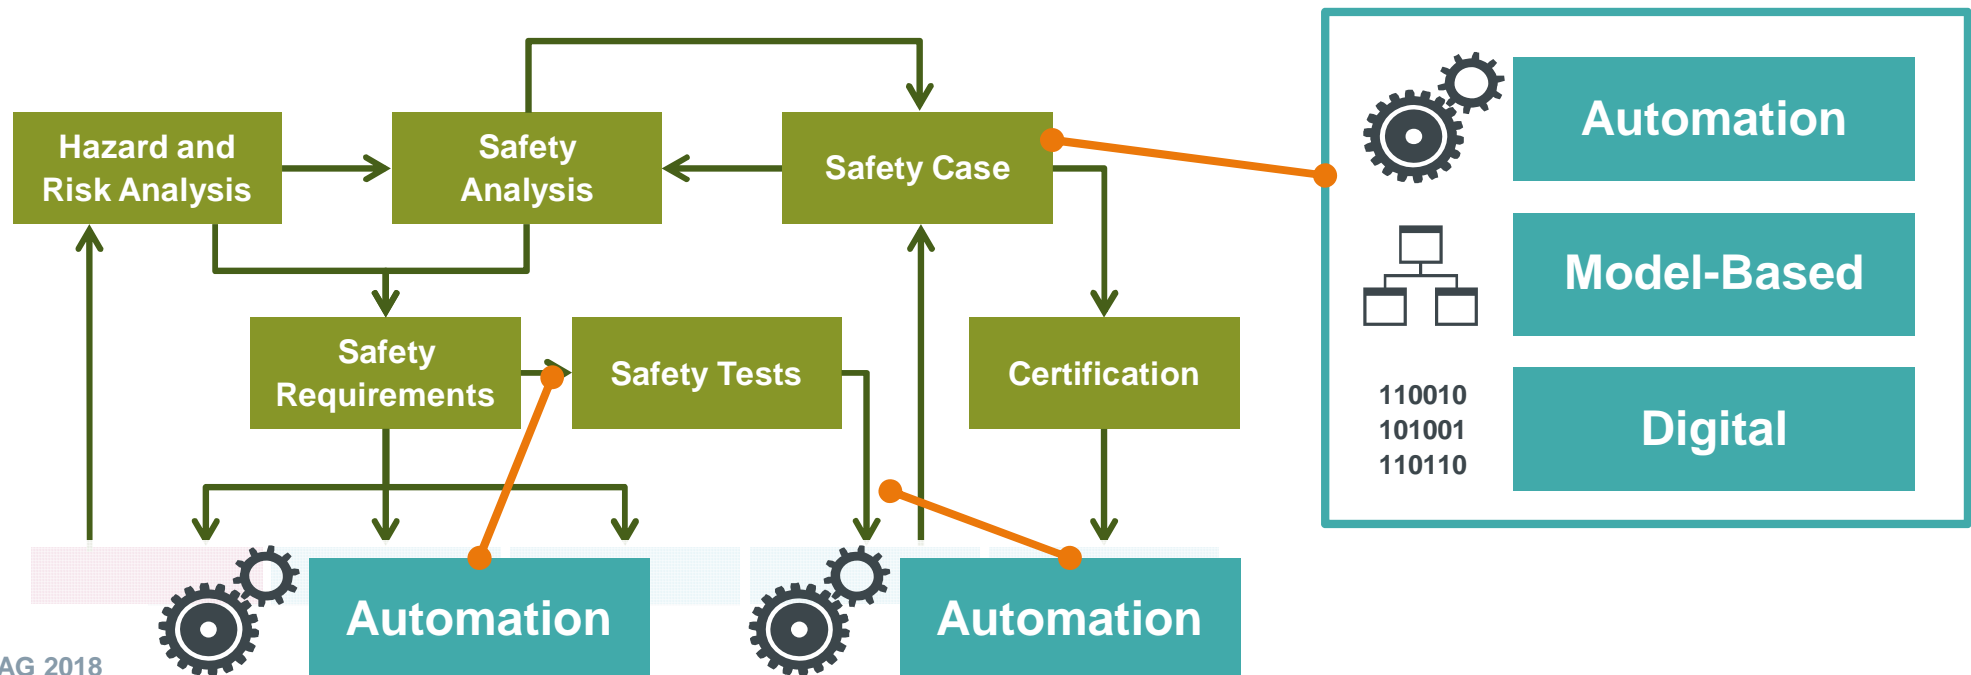 Hazard and
Risk Analysis
Safety
Analysis
Safety Case
Safety
Requirements
Safety Tests
Certification
Automation
Model-Based
110010
101001
110110
Digital
Automation
Automation
AG 2018